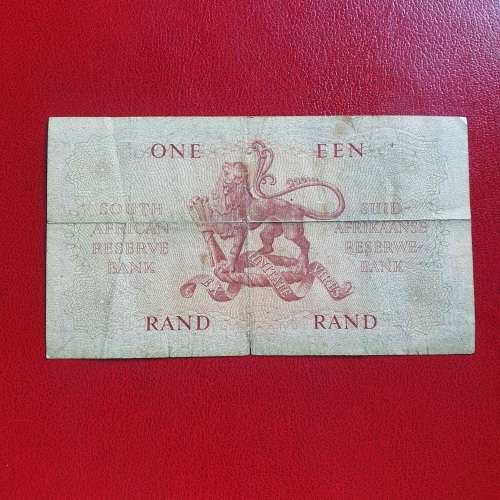 ONE EEN
SOUTH
AFRICAN
RESERVE
BANK
SUID
AFRIKAANSE
RESERWE-
BANK
EX UNITATE VIRES
RAND RAND